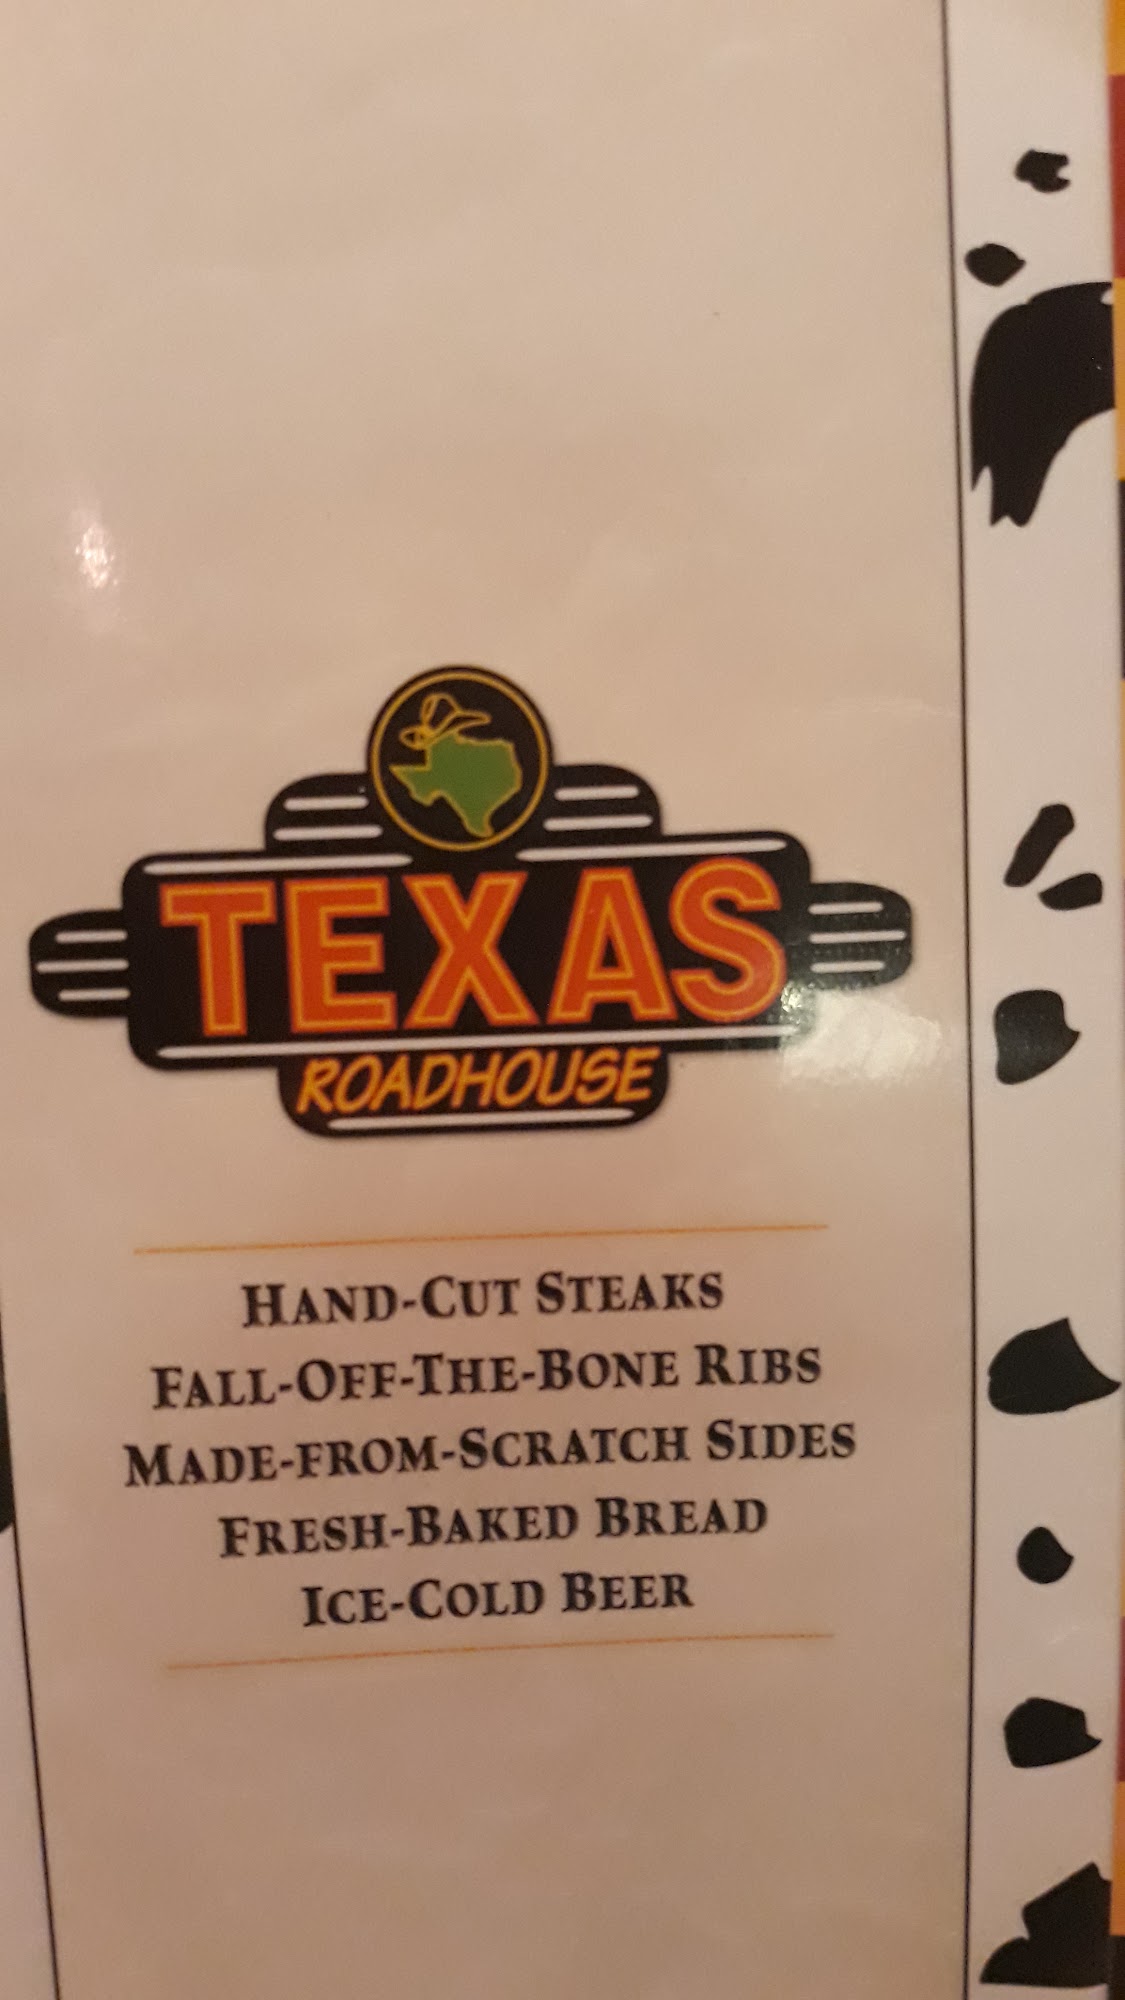 TEXAS
ROADHOUSE
HAND-CUT STEAKS
FALL-OFF-THE-BONE RIBS
MADE-FROM-SCRATCH SIDES
FRESH-BAKED BREAD
ICE-COLD BEER